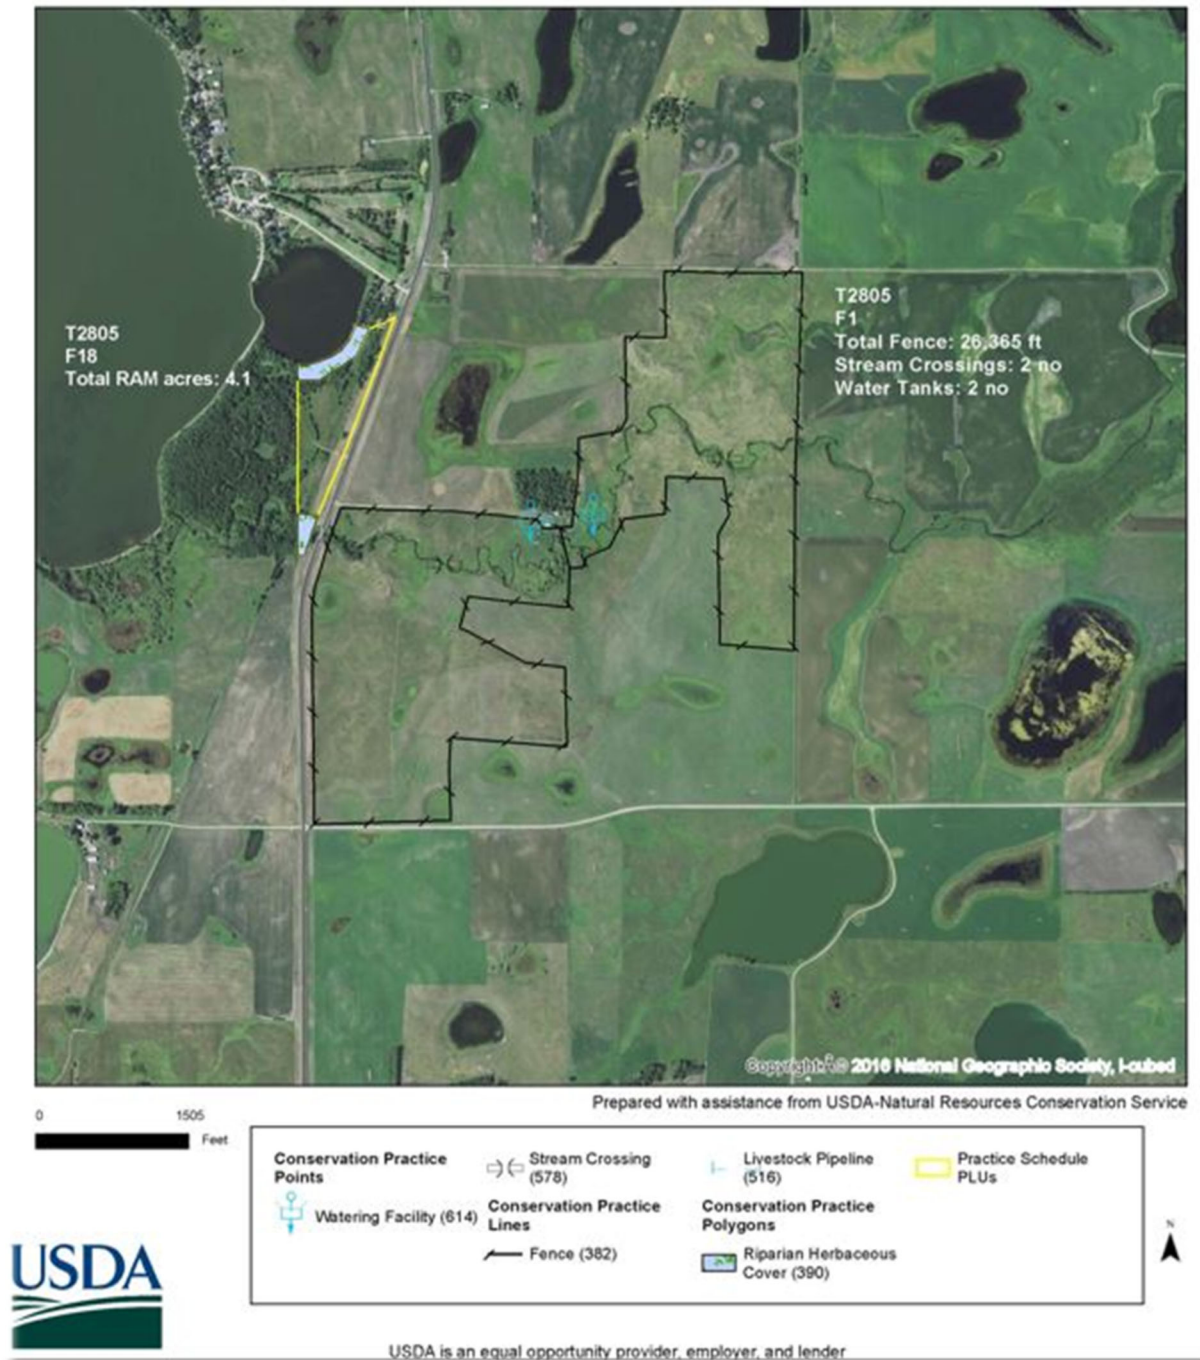 T2805
F18
Total RAM acres: 4.1
T2805
F1
Total Fence: 26,365 ft
Stream Crossings: 2 no
Water Tanks: 2 no
Copyright:Â© 2016 National Geographic Society, i-cubed
Prepared with assistance from USDA-Natural Resources Conservation Service
0 1505
Feet
Conservation Practice
Points
Watering Facility (614)
Stream Crossing
(578)
Conservation Practice
Lines
Fence (382)
Livestock Pipeline
(516)
Conservation Practice
Polygons
Riparian Herbaceous
Cover (390)
Practice Schedule
PLUs
N
USDA
USDA is an equal opportunity provider, employer, and lender